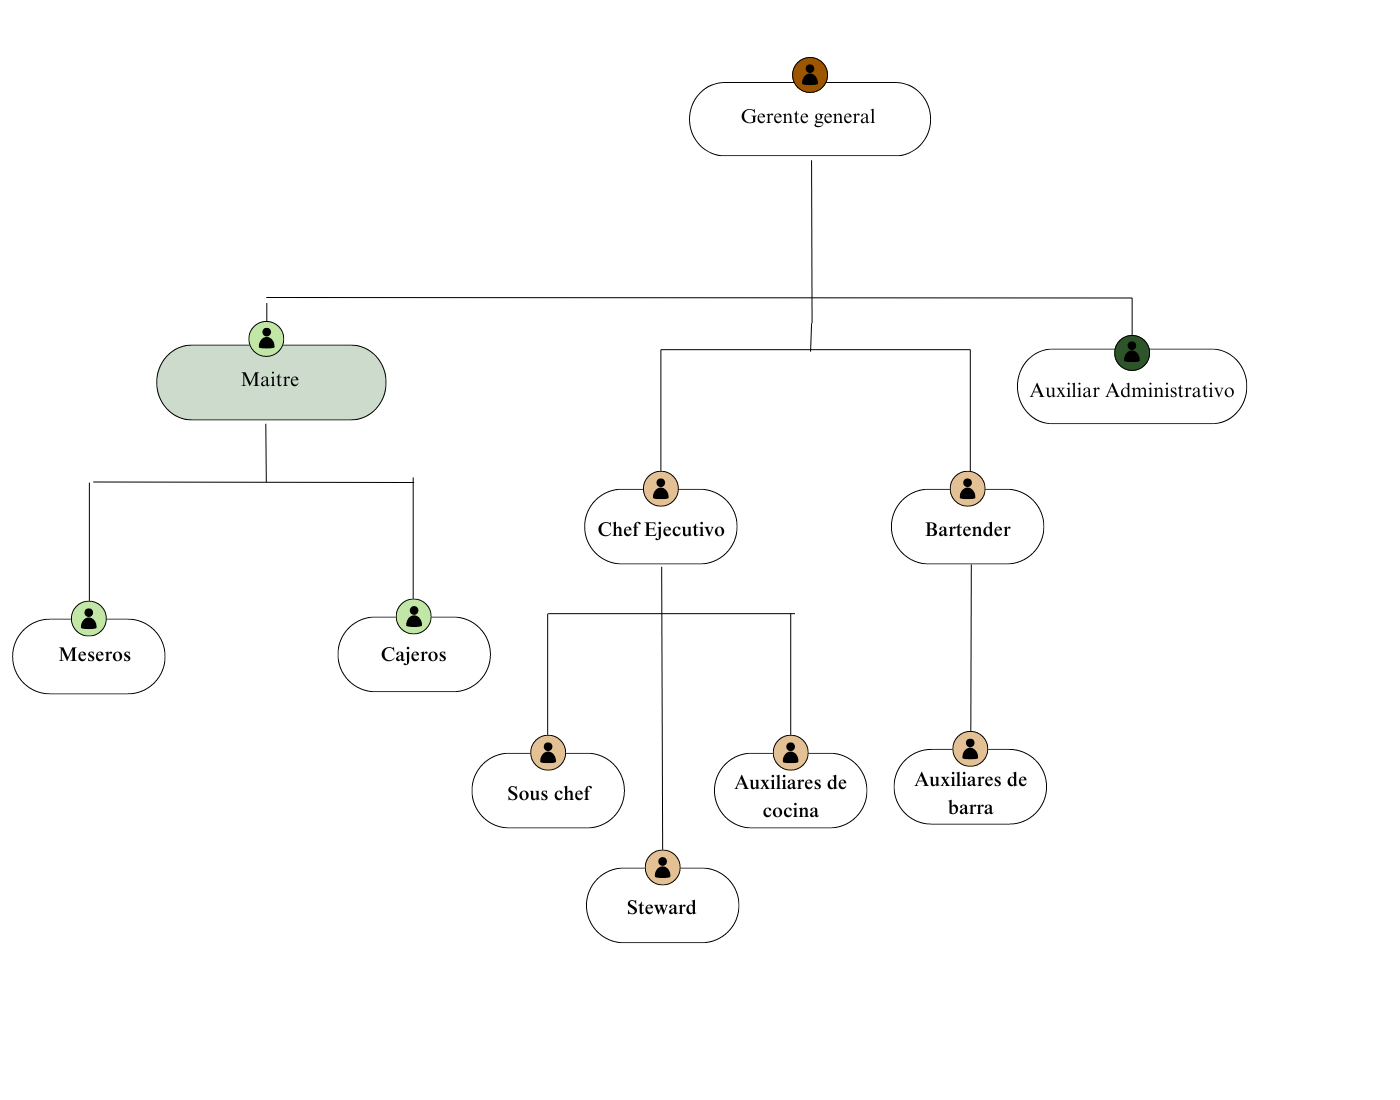 Gerente general
Maitre
Auxiliar Administrativo
Chef Ejecutivo
Bartender
Meseros
Cajeros
Sous chef
Auxiliares de
cocina
Auxiliares de
barra
Steward